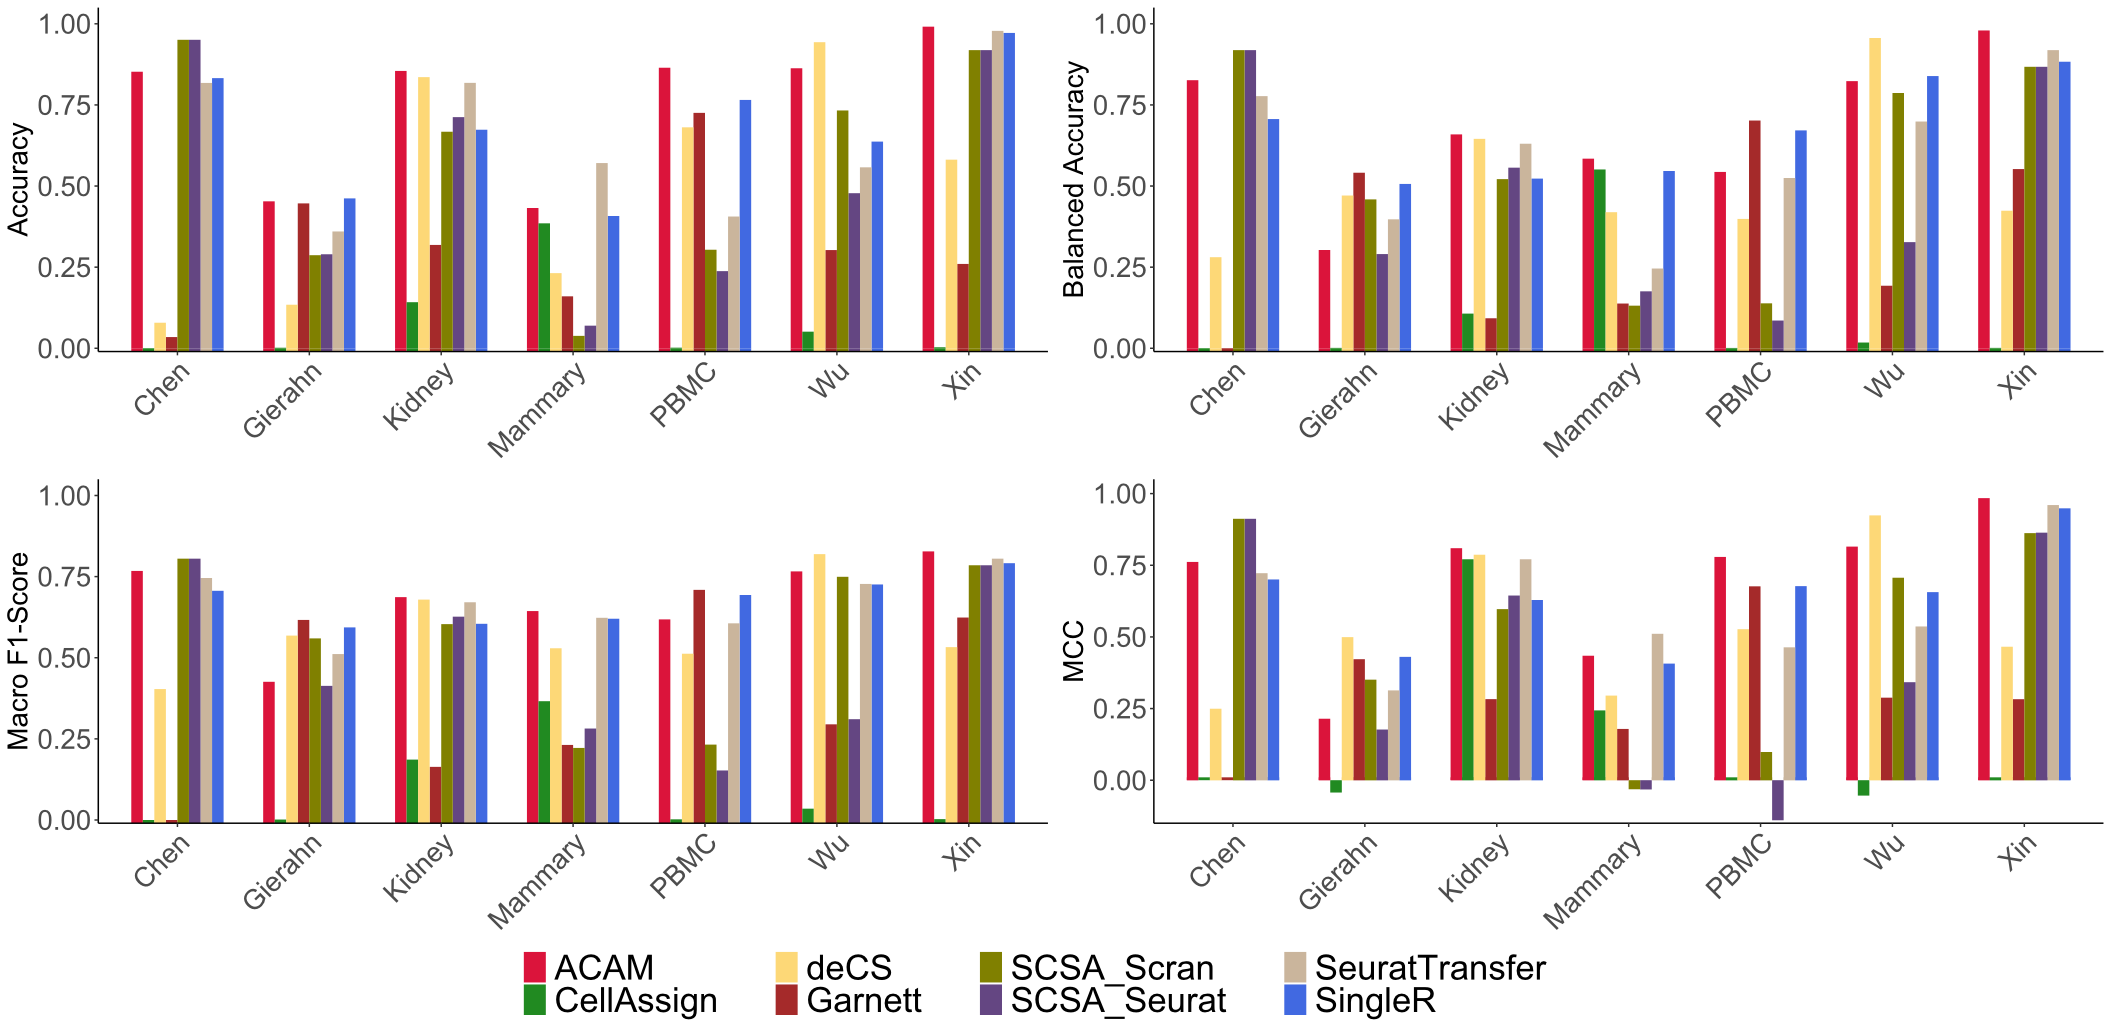 Accuracy
1.00
0.75
0.50
0.25
0.00
Chen
Gierahn
Kidney
Mammary
PBMC
Wu
Xin
Balanced Accuracy
1.00
0.75
0.50
0.25
0.00
Chen
Gierahn
Kidney
Mammary
PBMC
Wu
Xin
Macro F1-Score
1.00
0.75
0.50
0.25
0.00
Chen
Gierahn
Kidney
Mammary
PBMC
Wu
Xin
MCC
1.00
0.75
0.50
0.25
0.00
Chen
Gierahn
Kidney
Mammary
PBMC
Wu
Xin
ACAM
deCS
SCSA_Scran
SeuratTransfer
CellAssign
Garnett
SCSA_Seurat
SingleR